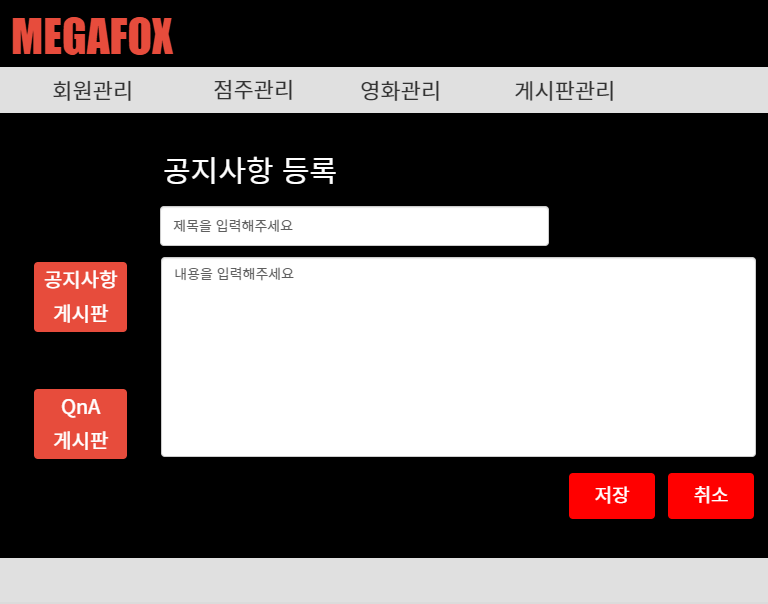 MEGAFOX
회원관리 점주관리 영화관리 게시판관리
공지사항 등록
제목을 입력해주세요
내용을 입력해주세요
공지사항
게시판
QnA
게시판
저장 취소